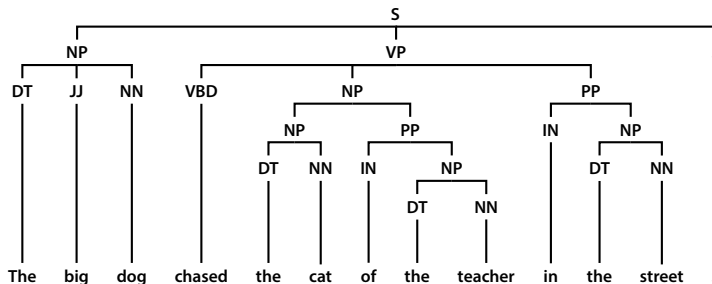 S
NP VP
DT JJ NN VBD NP PP
NP PP IN NP
DT NN IN NP DT NN
DT NN
The big dog chased the cat of the teacher in the street